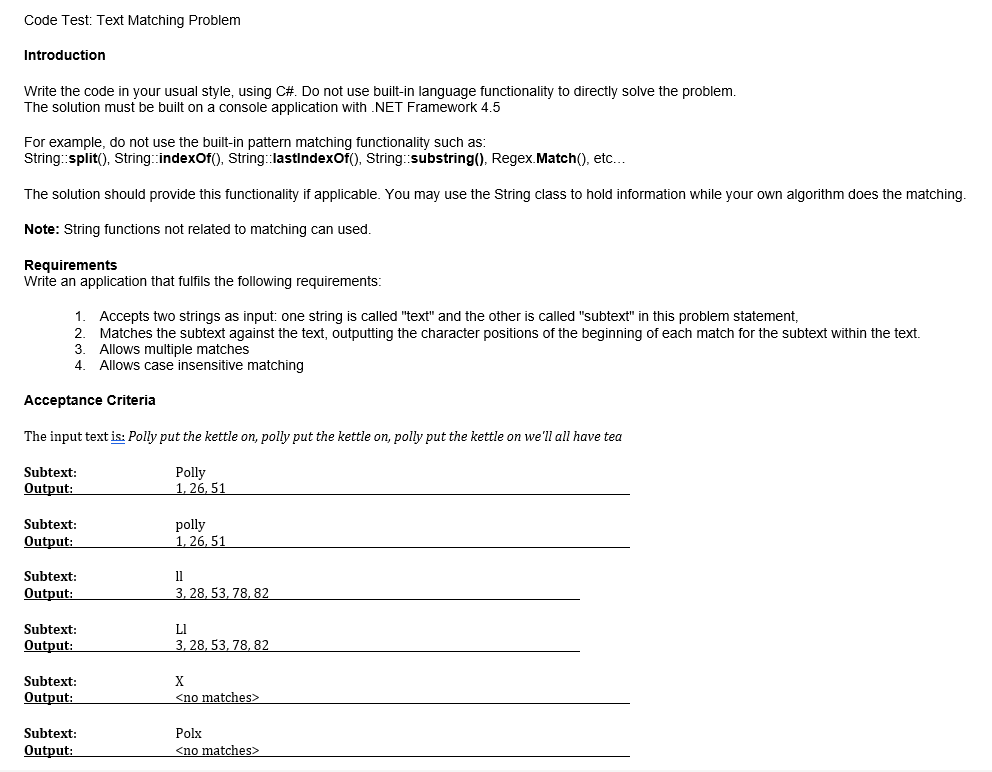 Code Test: Text Matching Problem
Introduction
Write the code in your usual style, using C#. Do not use built-in language functionality to directly solve the problem.
The solution must be built on a console application with .NET Framework 4.5
For example, do not use the built-in pattern matching functionality such as:
String::split(), String::indexOf(), String::lastIndexOf(), String::substring(), Regex.Match(), etc...
The solution should provide this functionality if applicable. You may use the String class to hold information while your own algorithm does the matching.
Note: String functions not related to matching can used.
Requirements
Write an application that fulfils the following requirements:
1. Accepts two strings as input: one string is called "text" and the other is called "subtext" in this problem statement,
2. Matches the subtext against the text, outputting the character positions of the beginning of each match for the subtext within the text.
3. Allows multiple matches
4. Allows case insensitive matching
Acceptance Criteria
The input text is: Polly put the kettle on, polly put the kettle on, polly put the kettle on we'll all have tea
Subtext: Polly
Output: 1, 26, 51
Subtext: polly
Output: 1, 26, 51
Subtext: ll
Output: 3, 28, 53, 78, 82
Subtext: Ll
Output: 3, 28, 53, 78, 82
Subtext: X
Output: <no matches>
Subtext: Polx
Output: <no matches>